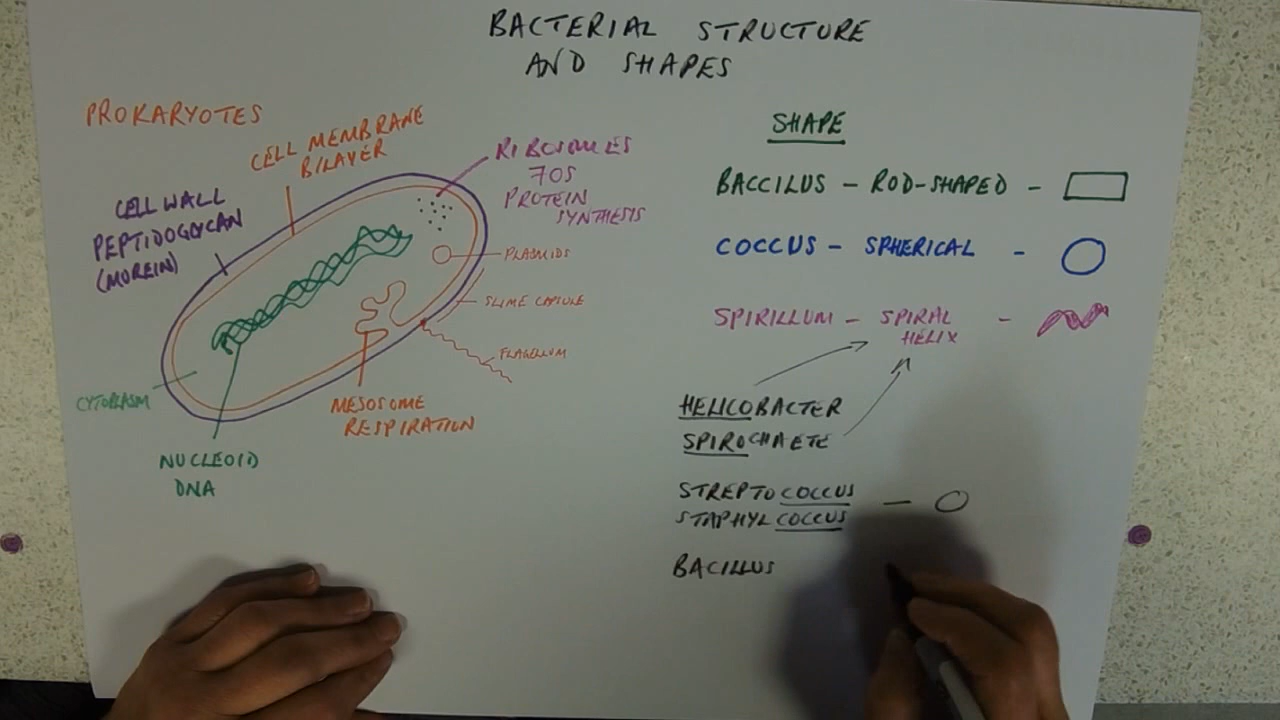 BACTERIAL STRUCTURE
AND SHAPES
PROKARYOTES
CELL MEMBRANE
BILAYER
CELL WALL
PEPTIDOGLYCAN
(MUREIN)
RIBOSOMES
70S
PROTEIN
SYNTHESIS
PLASMIDS
SLIME CAPSULE
FLAGELLUM
MESOSOME
RESPIRATION
CYTOPLASM
NUCLEOID
DNA
SHAPE
BACCILUS - ROD-SHAPED -
COCCUS - SPHERICAL -
SPIRILLUM - SPIRAL -
HELIX
HELICOBACTER
SPIROCHAETE
STREPTOCOCCUS -
STAPHYLCOCCUS
BACILLUS